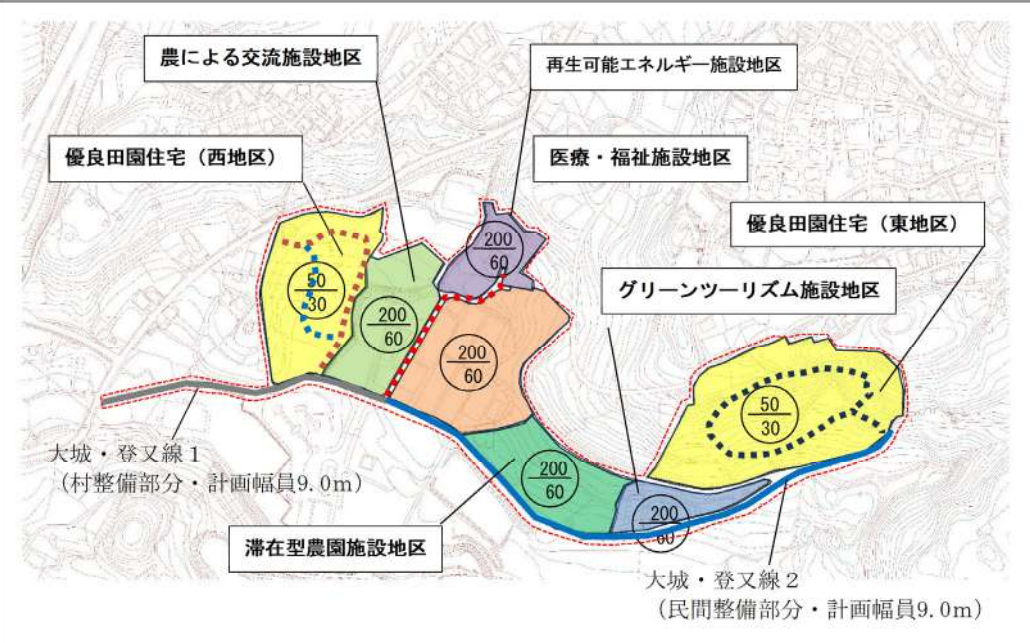 農による交流施設地区
再生可能エネルギー施設地区
優良田園住宅（西地区）
医療・福祉施設地区
優良田園住宅（東地区）
グリーンツーリズム施設地区
200
60
50
30
200
60
200
60
50
30
200
60
200
60
大城・登又線1
（村整備部分・計画幅員9.0m）
滞在型農園施設地区
大城・登又線2
（民間整備部分・計画幅員9.0m）